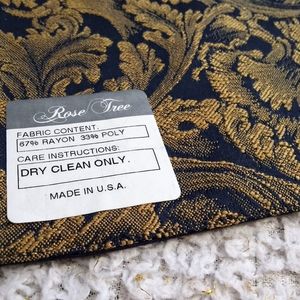 Rose Tree
FABRIC CONTENT
67% RAYON 33% POLY
CARE INSTRUCTIONS:
DRY CLEAN ONLY.
MADE IN U.S.A.